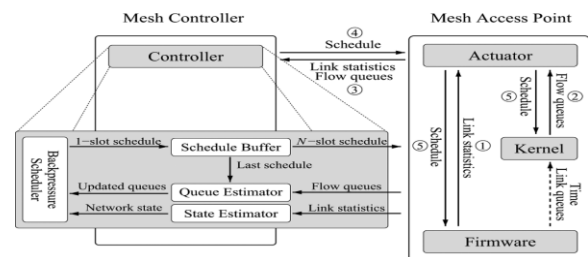 Mesh Controller
Mesh Access Point
Controller
④
Schedule
Link statistics
Flow queues
③
Actuator
Schedule
⑤
Link statistics
①
Schedule
⑤
Flow queues
②
Kernel
Time
Link queues
Firmware
Backpressure
Scheduler
1-slot schedule
Schedule Buffer
N-slot schedule
Last schedule
Updated queues
Queue Estimator
Flow queues
Network state
State Estimator
Link statistics